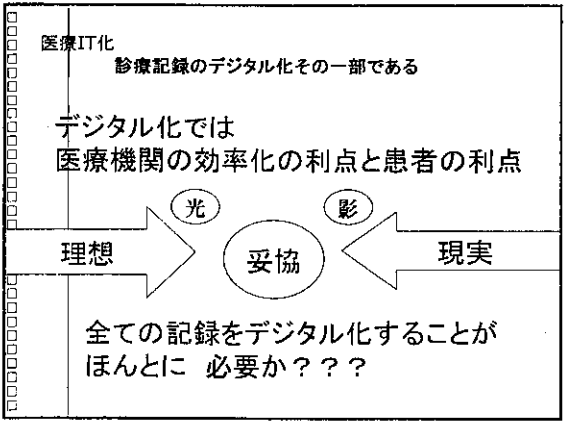 医療IT化
診療記録のデジタル化その一部である
デジタル化では
医療機関の効率化の利点と患者の利点
光
影
理想
妥協
現実
全ての記録をデジタル化することが
ほんとに 必要か???